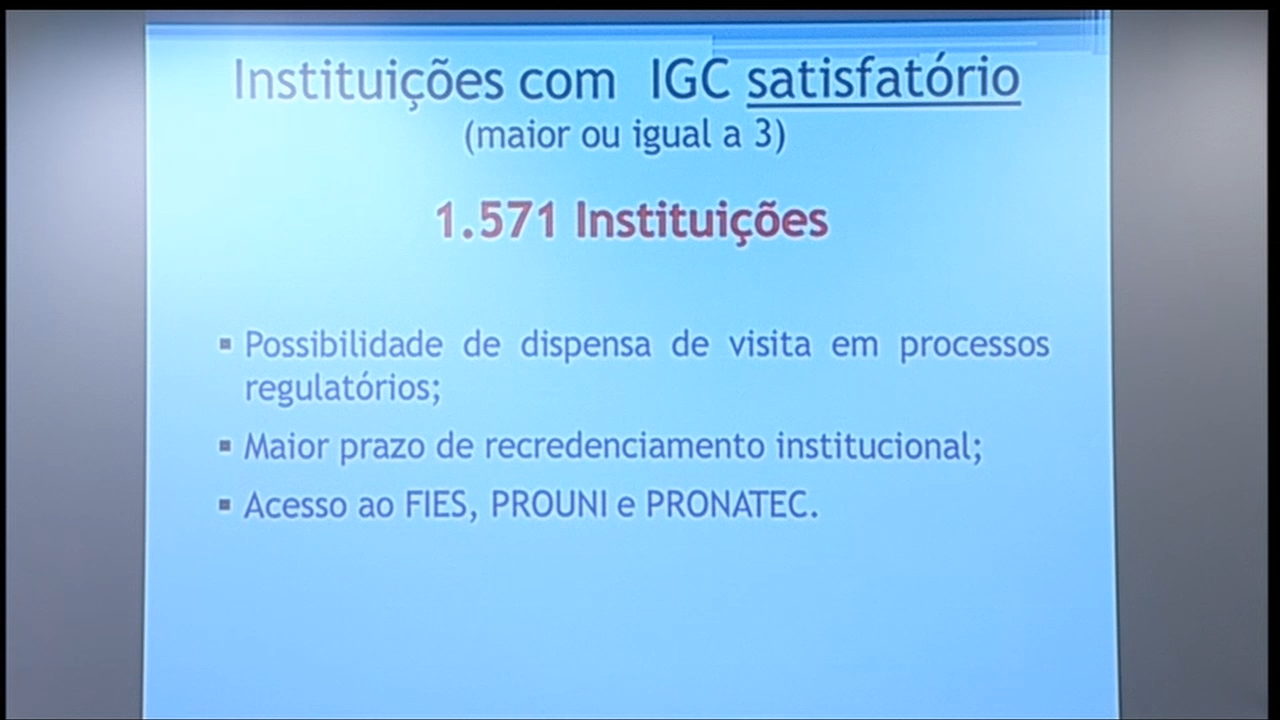 Instituições com IGC satisfatório
(maior ou igual a 3)
1.571 Instituições
▪ Possibilidade de dispensa de visita em processos
regulatórios;
▪ Maior prazo de recredenciamento institucional;
▪ Acesso ao FIES, PROUNI e PRONATEC.